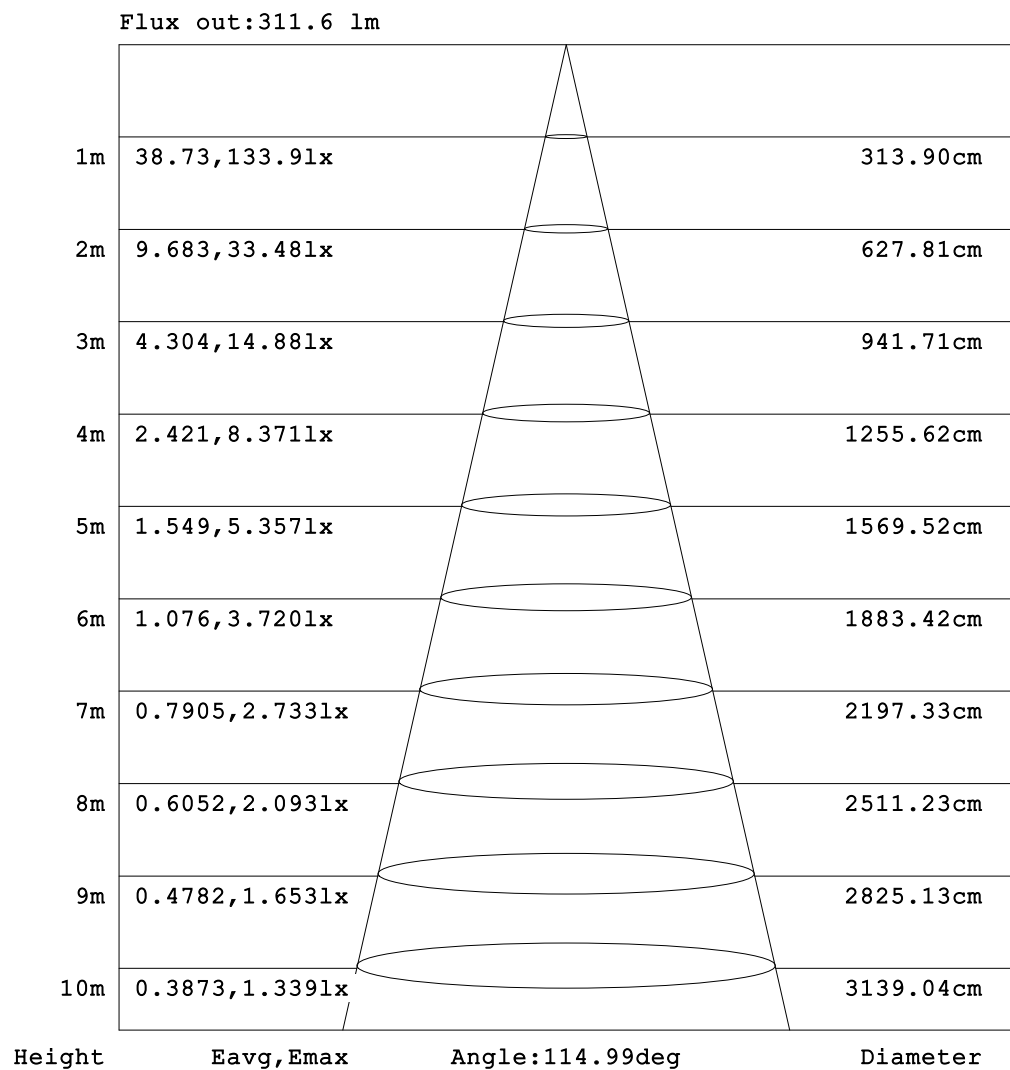 Flux out:311.6 lm
1m 38.73,133.9lx 313.90cm
2m 9.683,33.48lx 627.81cm
3m 4.304,14.88lx 941.71cm
4m 2.421,8.371lx 1255.62cm
5m 1.549,5.357lx 1569.52cm
6m 1.076,3.720lx 1883.42cm
7m 0.7905,2.733lx 2197.33cm
8m 0.6052,2.093lx 2511.23cm
9m 0.4782,1.653lx 2825.13cm
10m 0.3873,1.339lx 3139.04cm
Height Eavg,Emax Angle:114.99deg Diameter